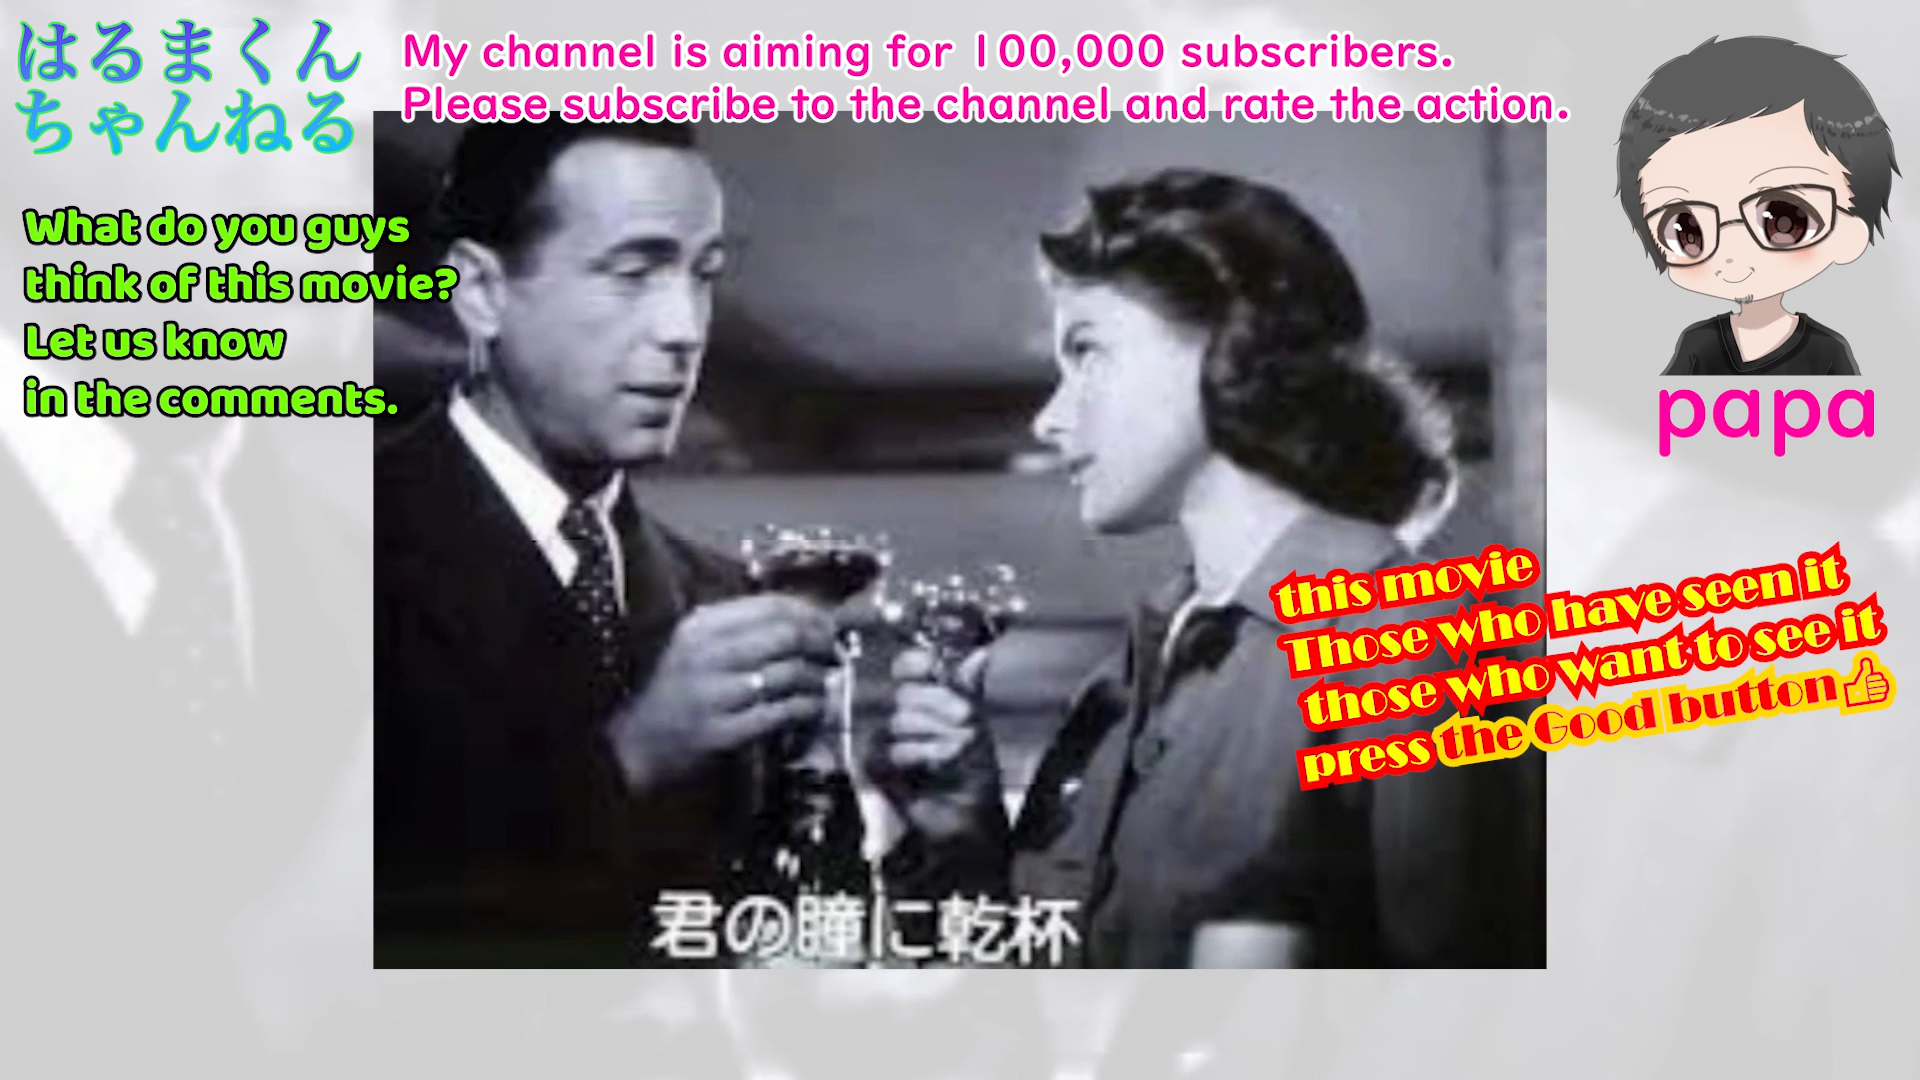 はるまくん
ちゃんねる
My channel is aiming for 100,000 subscribers.
Please subscribe to the channel and rate the action.
What do you guys
think of this movie?
Let us know
in the comments.
papa
this movie
Those who have seen it
those who want to see it
press the Good button👍
君の瞳に乾杯